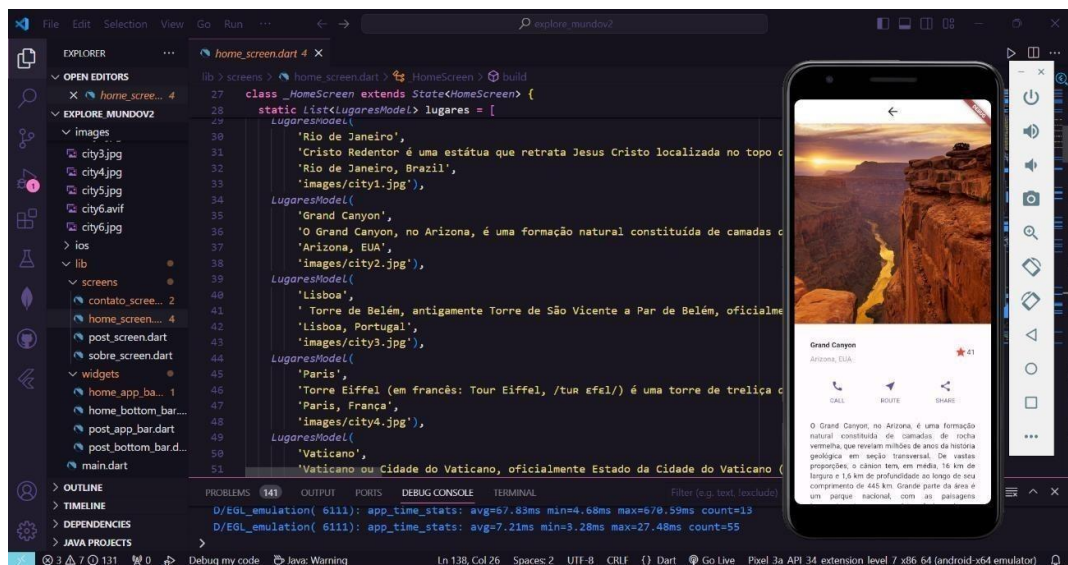 File Edit Selection View Go Run ··· explore_mundov2
EXPLORER ···
OPEN EDITORS
home_scree... 4
EXPLORE_MUNDOV2
images
city3.jpg
city4.jpg
city5.jpg
city6.avif
city6.jpg
ios
lib
screens
contato_scree... 2
home_screen.... 4
post_screen.dart
sobre_screen.dart
widgets
home_app_ba... 1
home_bottom_bar....
post_app_bar.dart
post_bottom_bar.d...
main.dart
OUTLINE
TIMELINE
DEPENDENCIES
JAVA PROJECTS
1
home_screen.dart 4
lib > screens > home_screen.dart > HomeScreen > build
27 class _HomeScreen extends State<HomeScreen> {
28 static List<LugaresModel> lugares = [
29 LugaresModel(
30 'Rio de Janeiro',
31 'Cristo Redentor é uma estátua que retrata Jesus Cristo localizada no topo
32 'Rio de Janeiro, Brazil',
33 'images/city1.jpg'),
34 LugaresModel(
35 'Grand Canyon',
36 'O Grand Canyon, no Arizona, é uma formação natural constituída de camadas
37 'Arizona, EUA',
38 'images/city2.jpg'),
39 LugaresModel(
40 'Lisboa',
41 ' Torre de Belém, antigamente Torre de São Vicente a Par de Belém, oficialme
42 'Lisboa, Portugal',
43 'images/city3.jpg'),
44 LugaresModel(
45 'Paris',
46 'Torre Eiffel (em francês: Tour Eiffel, /tuʀ ɛfɛl/) é uma torre de treliça
47 'Paris, França',
48 'images/city4.jpg'),
49 LugaresModel(
50 'Vaticano',
51 'Vaticano ou Cidade do Vaticano, oficialmente Estado da Cidade do Vaticano (
PROBLEMS 141 OUTPUT PORTS DEBUG CONSOLE TERMINAL Filter (e.g. text, !exclude)
D/EGL_emulation( 6111): app_time_stats: avg=67.83ms min=4.68ms max=670.59ms count=13
D/EGL_emulation( 6111): app_time_stats: avg=7.21ms min=3.28ms max=27.48ms count=55
Grand Canyon
Arizona, EUA
41
CALL ROUTE SHARE
O Grand Canyon, no Arizona, é uma formação
natural constituída de camadas de rocha
vermelha, que revelam milhões de anos da história
geológica em seção transversal. De vastas
proporções, o cânion tem, em média, 16 km de
largura e 1,6 km de profundidade ao longo de seu
comprimento de 445 km. Grande parte da área é
um parque nacional, com as paisagens
3 7 131 0 Debug my code Java: Warning Ln 138, Col 26 Spaces: 2 UTF-8 CRLF {} Dart Go Live Pixel 3a API 34 extension level 7 x86 64 (android-x64 emulator)